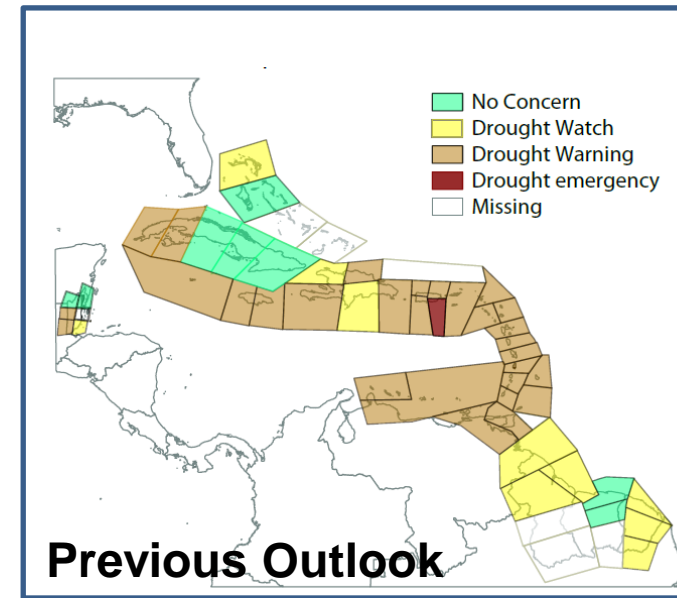 No Concern
Drought Watch
Drought Warning
Drought emergency
Missing
Previous Outlook